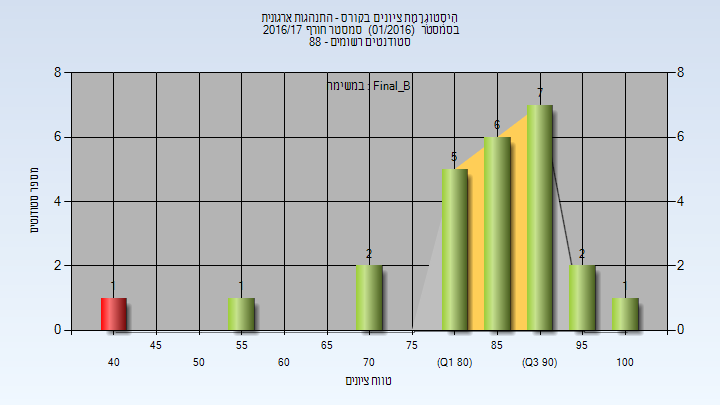 היסטוגרמת ציונים בקורס - התנהגות ארגונית
בסמסטר (01/2016) סמסטר חורף 2016/17
סטודנטים רשומים - 88
במשימה : Final_B
8 8
7
6 6
6
5
4 4
2 2
2 2
1 1 1
0 0
מספר סטודנטים
45 55 65 75 85 95
40 50 60 70 (Q1 80) (Q3 90) 100
טווח ציונים